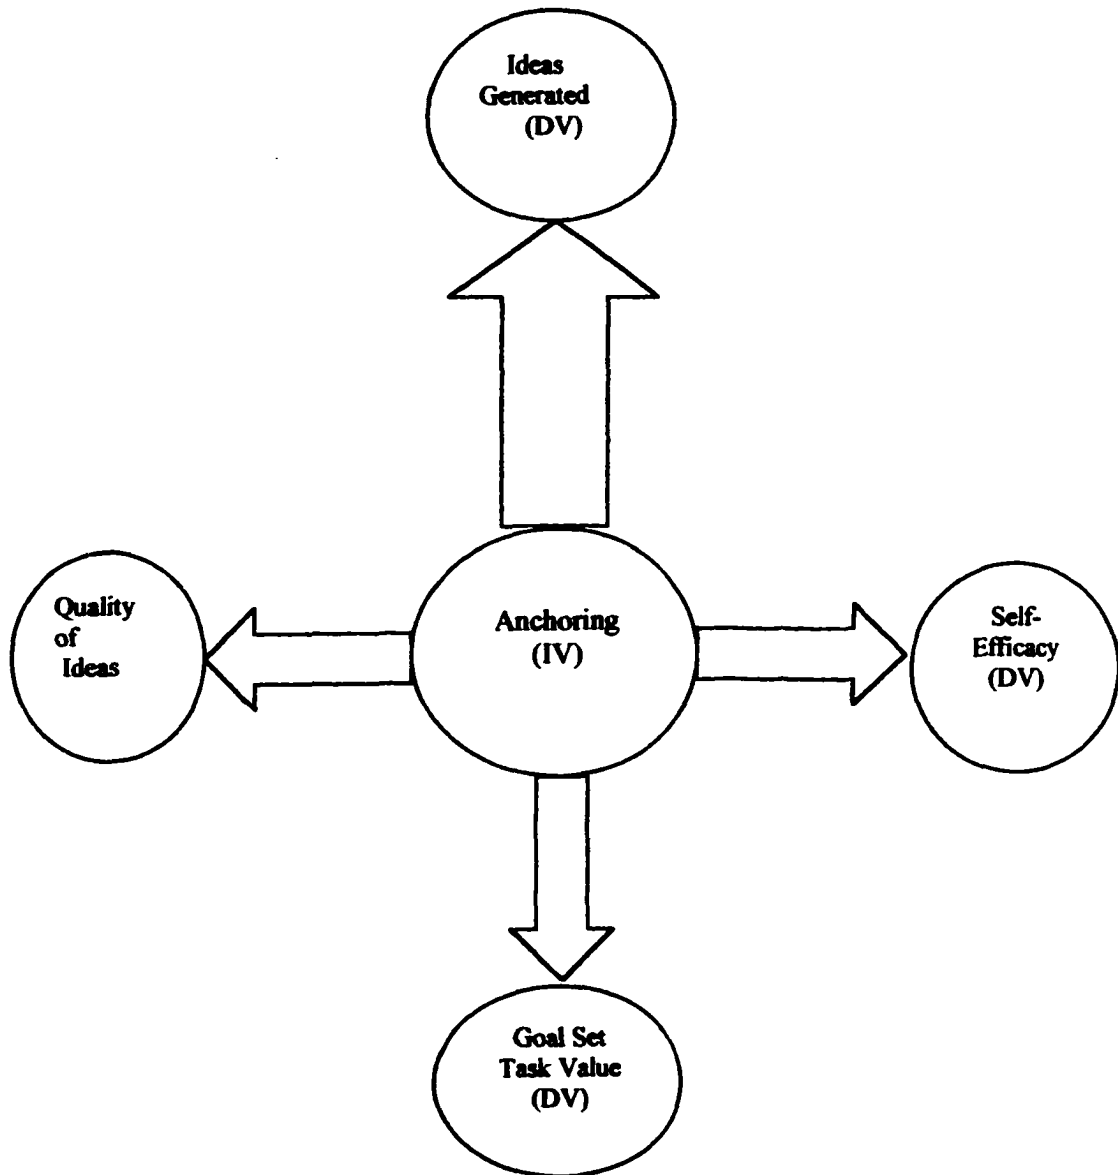 Ideas
Generated
(DV)
Quality
of
Ideas
Anchoring
(IV)
Self-
Efficacy
(DV)
Goal Set
Task Value
(DV)